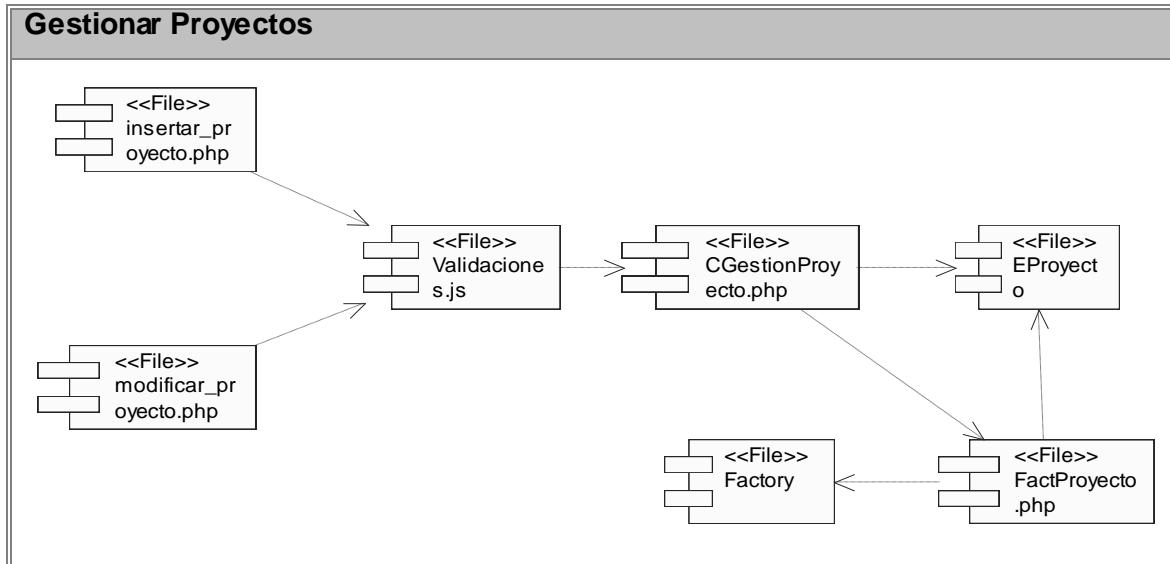 Gestionar Proyectos
<<File>>
insertar_pr
oyecto.php
<<File>>
Validacione
s.js
<<File>>
CGestionProy
ecto.php
<<File>>
EProyect
o
<<File>>
modificar_pr
oyecto.php
<<File>>
Factory
<<File>>
FactProyecto
.php